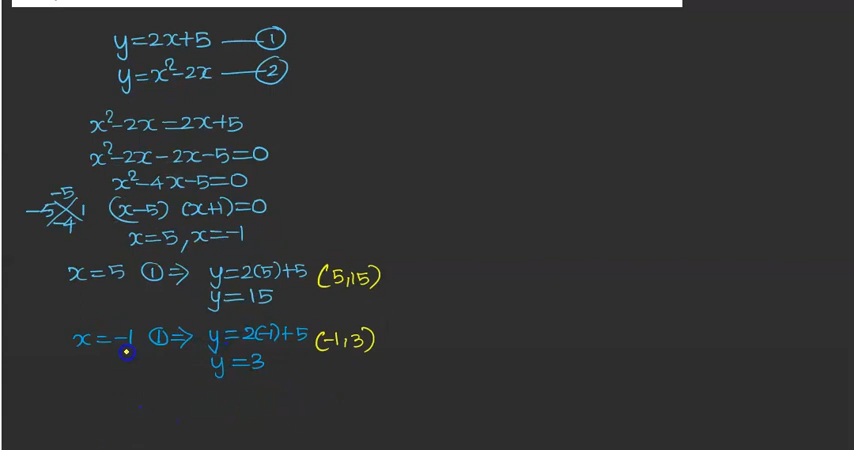 y=2x+5 —— ①
y=x²-2x —— ②
x²-2x=2x+5
x²-2x-2x-5=0
x²-4x-5=0
-5
-5 1
-4
(x-5) (x+1)=0
x=5, x=-1
x=5 ①⇒ y=2(5)+5 (5,15)
y=15
x=-1 ①⇒ y=2(-1)+5 (-1,3)
y=3